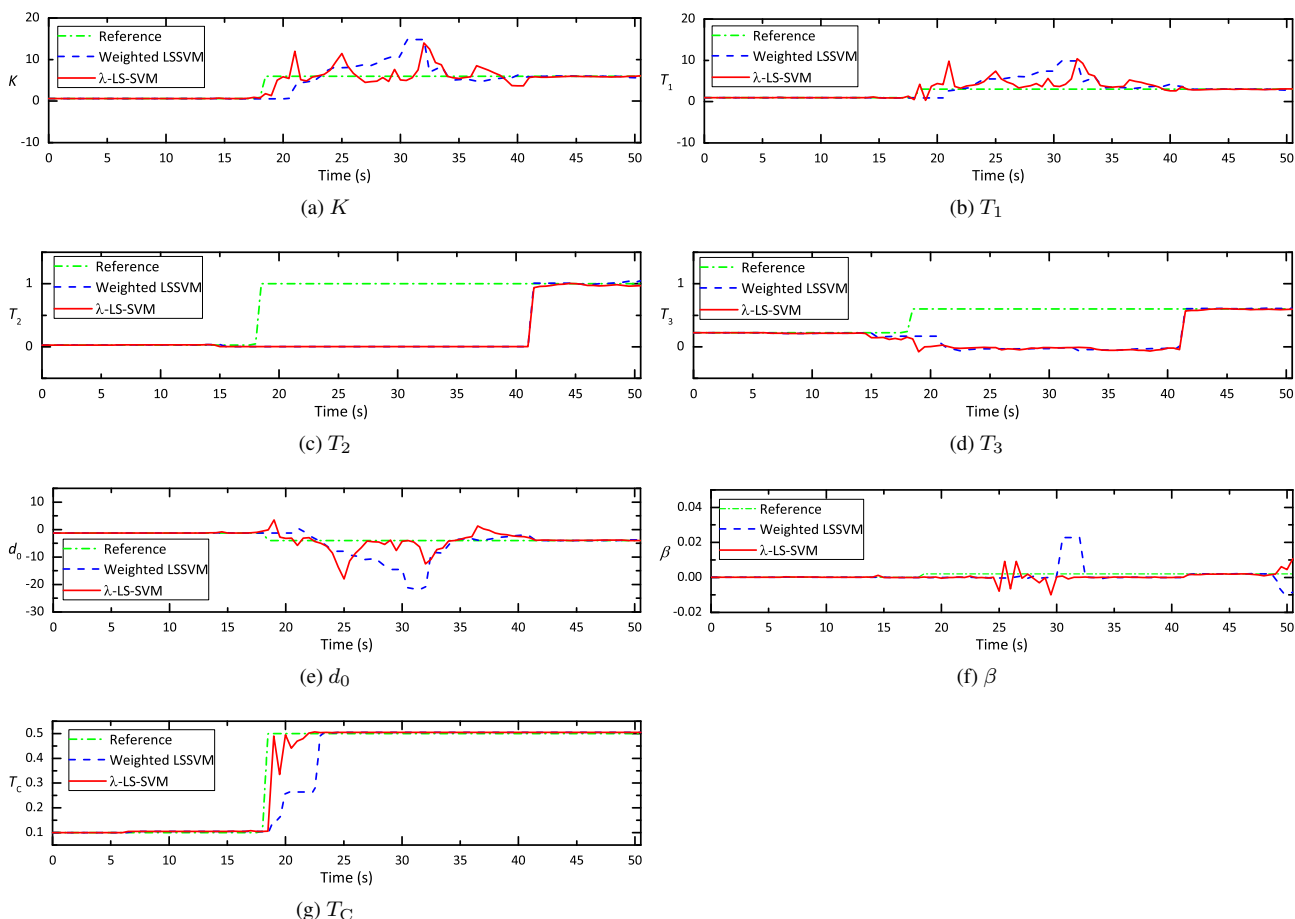 20
10
0
-10
K
Reference
Weighted LSSVM
λ-LS-SVM
0 5 10 15 20 25 30 35 40 45 50
Time (s)
(a) K
20
10
0
-10
T1
Reference
Weighted LSSVM
λ-LS-SVM
0 5 10 15 20 25 30 35 40 45 50
Time (s)
(b) T1
1
0
T2
Reference
Weighted LSSVM
λ-LS-SVM
0 5 10 15 20 25 30 35 40 45 50
Time (s)
(c) T2
1
0
T3
Reference
Weighted LSSVM
λ-LS-SVM
0 5 10 15 20 25 30 35 40 45 50
Time (s)
(d) T3
10
0
-10
-20
-30
d0
Reference
Weighted LSSVM
λ-LS-SVM
0 5 10 15 20 25 30 35 40 45 50
Time (s)
(e) d0
0.04
0.02
0.00
-0.02
β
Reference
Weighted LSSVM
λ-LS-SVM
0 5 10 15 20 25 30 35 40 45 50
Time (s)
(f) β
0.5
0.4
0.3
0.2
0.1
TC
Reference
Weighted LSSVM
λ-LS-SVM
0 5 10 15 20 25 30 35 40 45 50
Time (s)
(g) TC